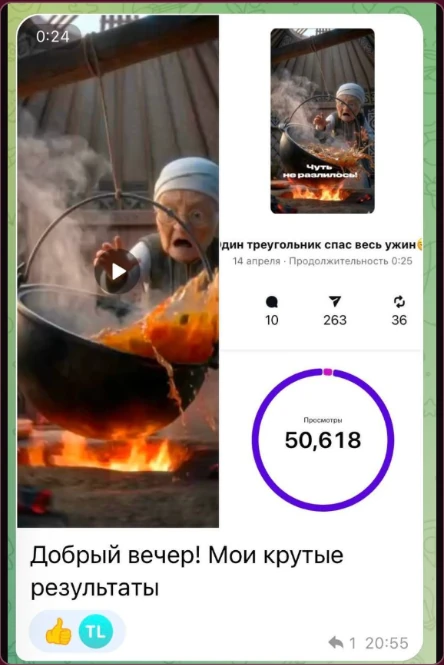 0:24
Чуть
не разлилось!
дин треугольник спас весь ужин
14 апреля · Продолжительность 0:25
10 263 36
Просмотры
50,618
Добрый вечер! Мои крутые
результаты
TL
1 20:55